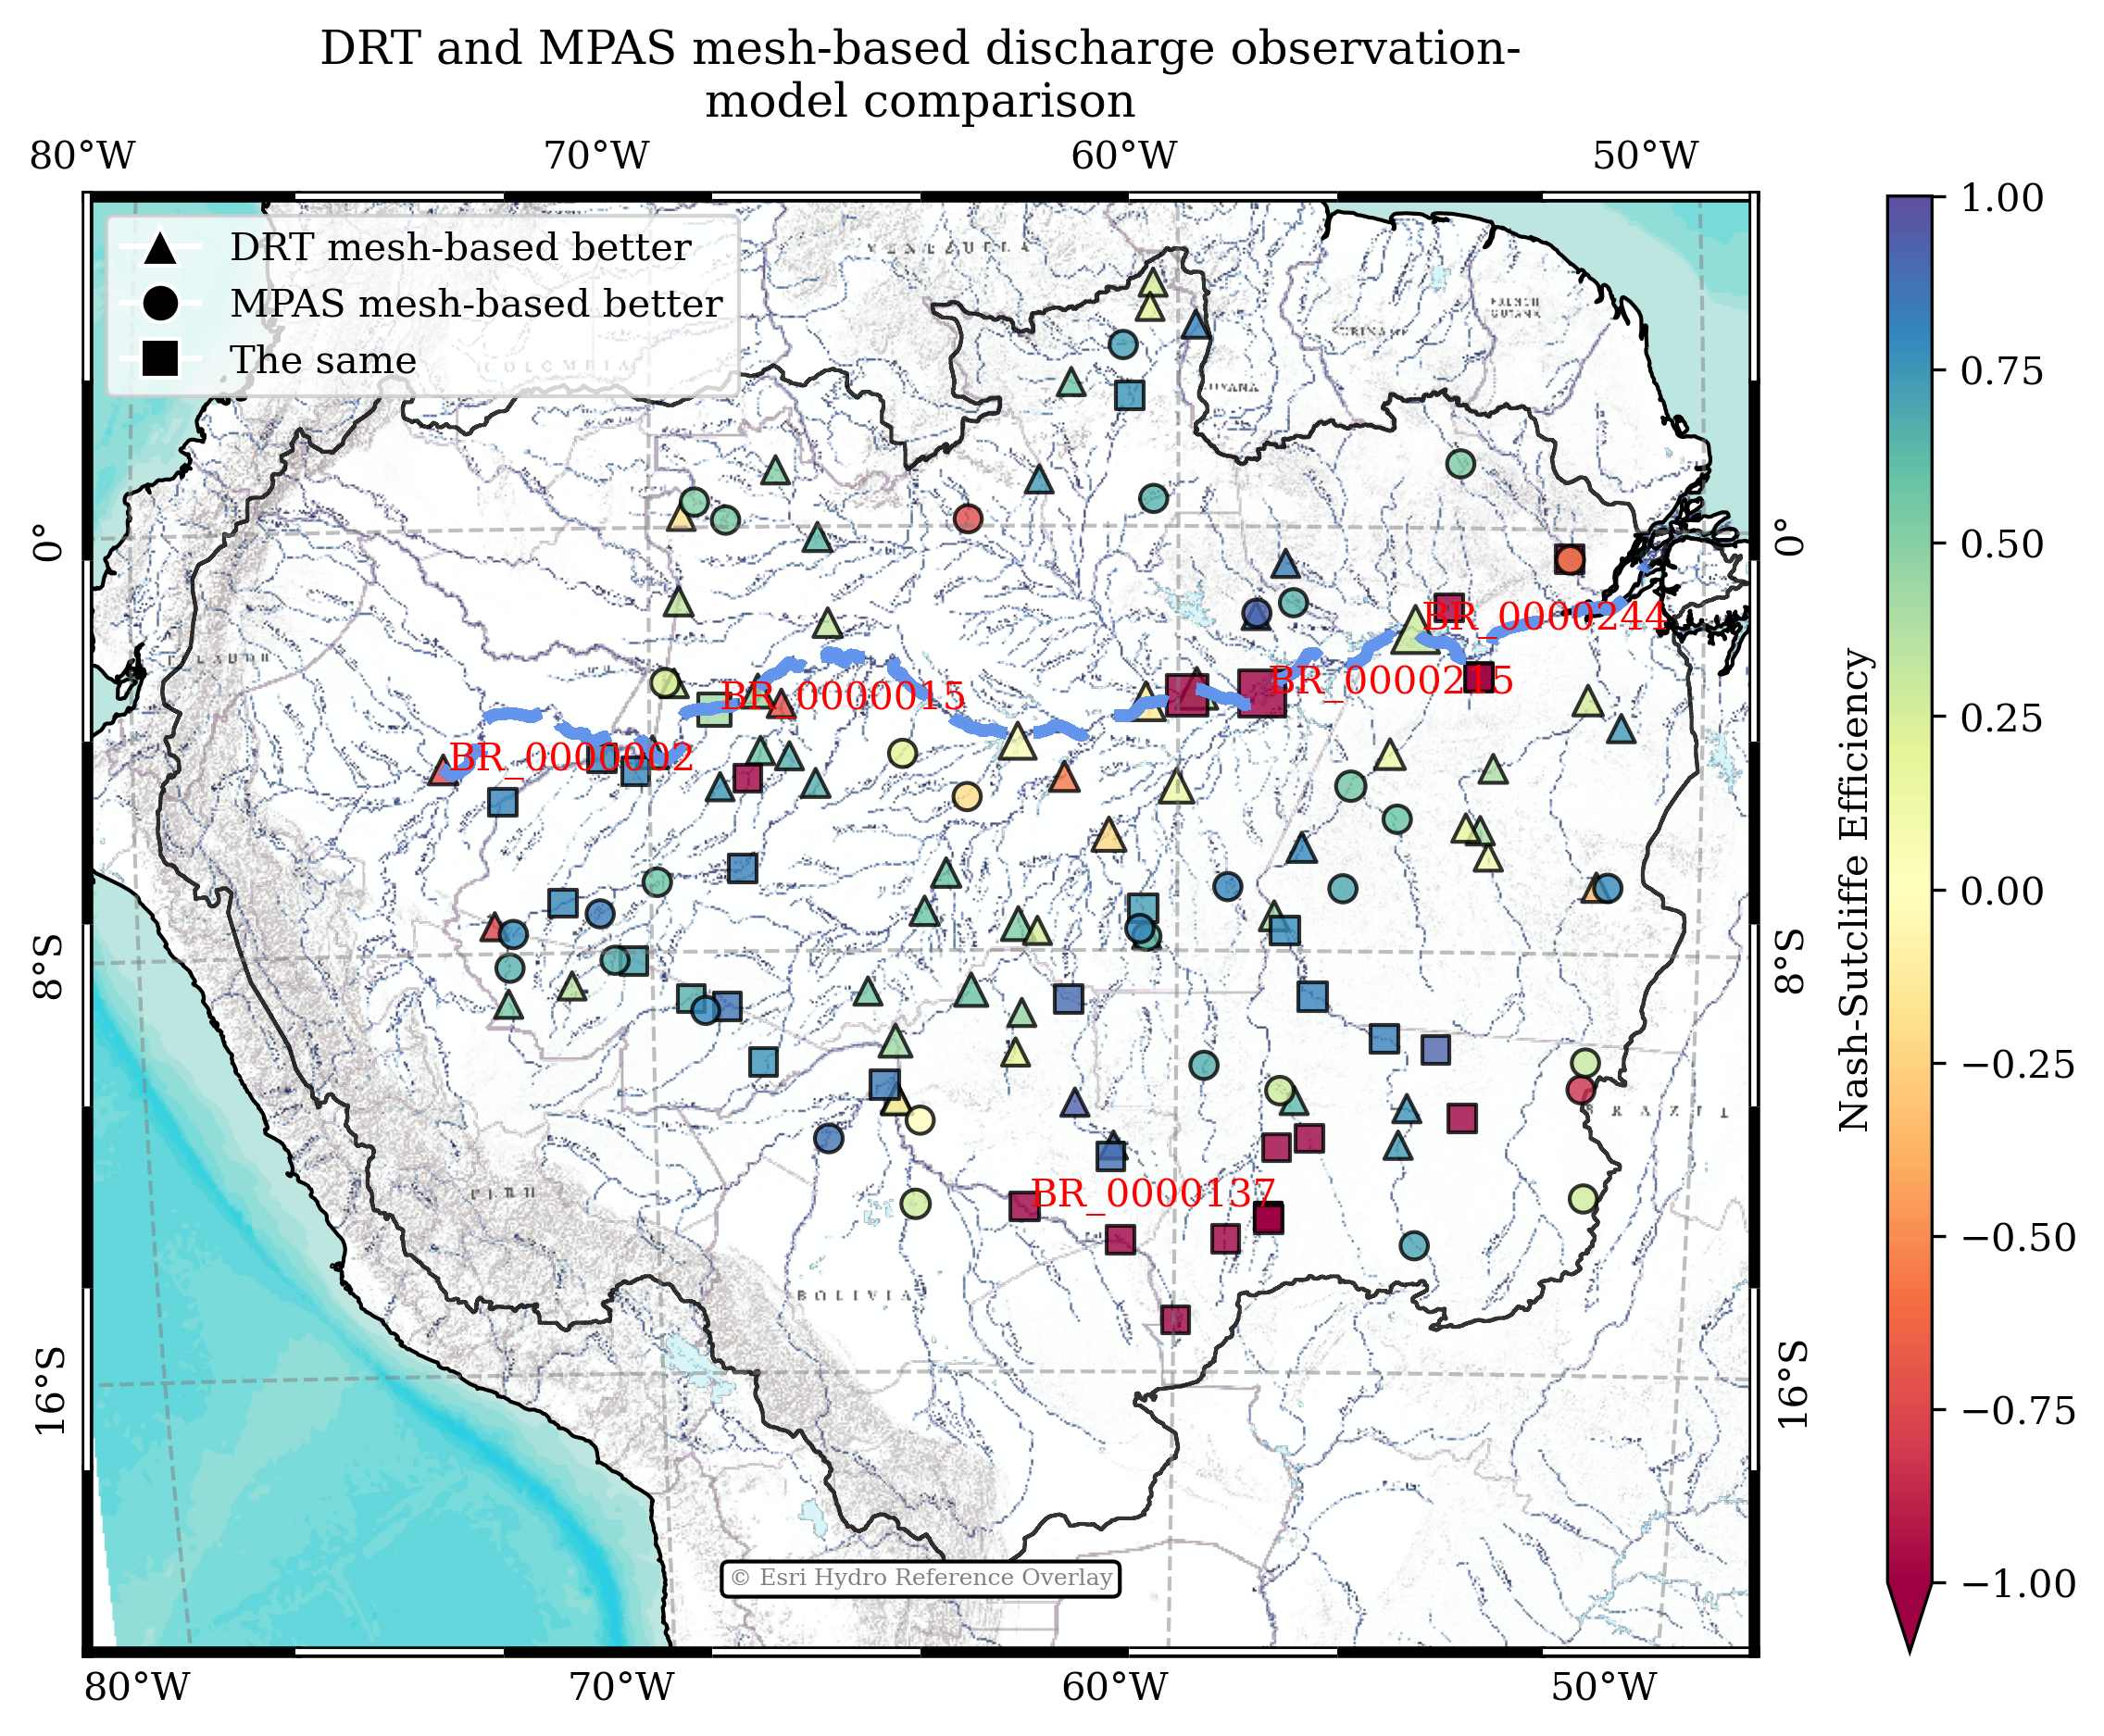 DRT and MPAS mesh-based discharge observation-
model comparison
80°W
70°W
60°W
50°W
DRT mesh-based better
MPAS mesh-based better
The same
VENEZUELA
COLOMBIA
SURINAME
FRENCH
GUIANA
0°
0°
BR_0000244
BR_0000215
BR_0000015
BR_0000002
8°S
8°S
BRAZIL
BR_0000137
PERU
BOLIVIA
16°S
16°S
© Esri Hydro Reference Overlay
80°W
70°W
60°W
50°W
1.00
0.75
0.50
0.25
0.00
−0.25
−0.50
−0.75
−1.00
Nash-Sutcliffe Efficiency